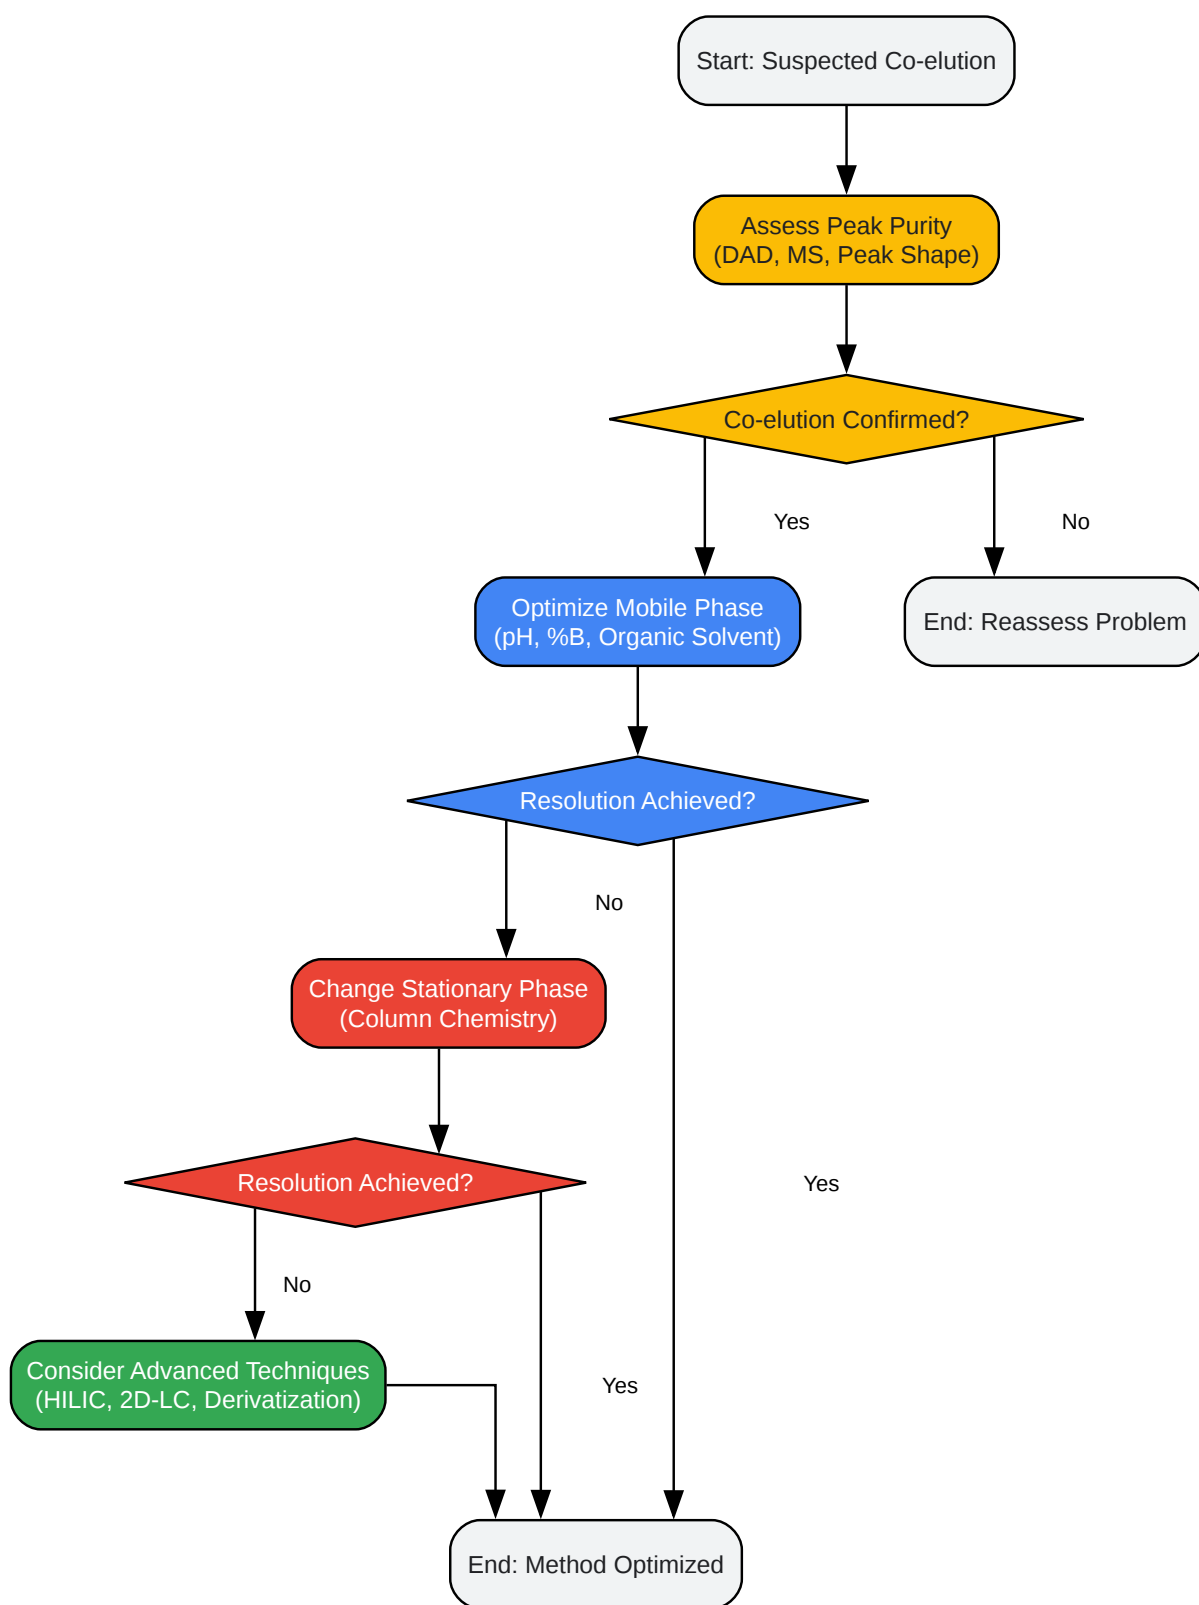 Start: Suspected Co-elution
Assess Peak Purity
(DAD, MS, Peak Shape)
Co-elution Confirmed?
Yes
No
Optimize Mobile Phase
(pH, %B, Organic Solvent)
End: Reassess Problem
Resolution Achieved?
No
Change Stationary Phase
(Column Chemistry)
Resolution Achieved?
Yes
No
Consider Advanced Techniques
(HILIC, 2D-LC, Derivatization)
Yes
End: Method Optimized